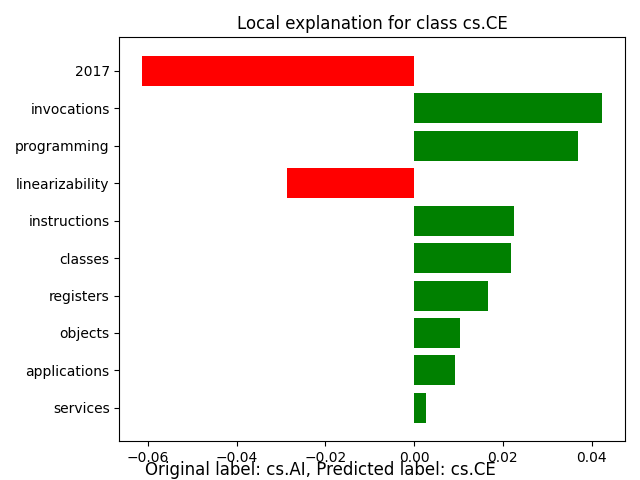 Local explanation for class cs.CE
2017
invocations
programming
linearizability
instructions
classes
registers
objects
applications
services
−0.06 −0.04 −0.02 0.00 0.02 0.04
Original label: cs.AI, Predicted label: cs.CE